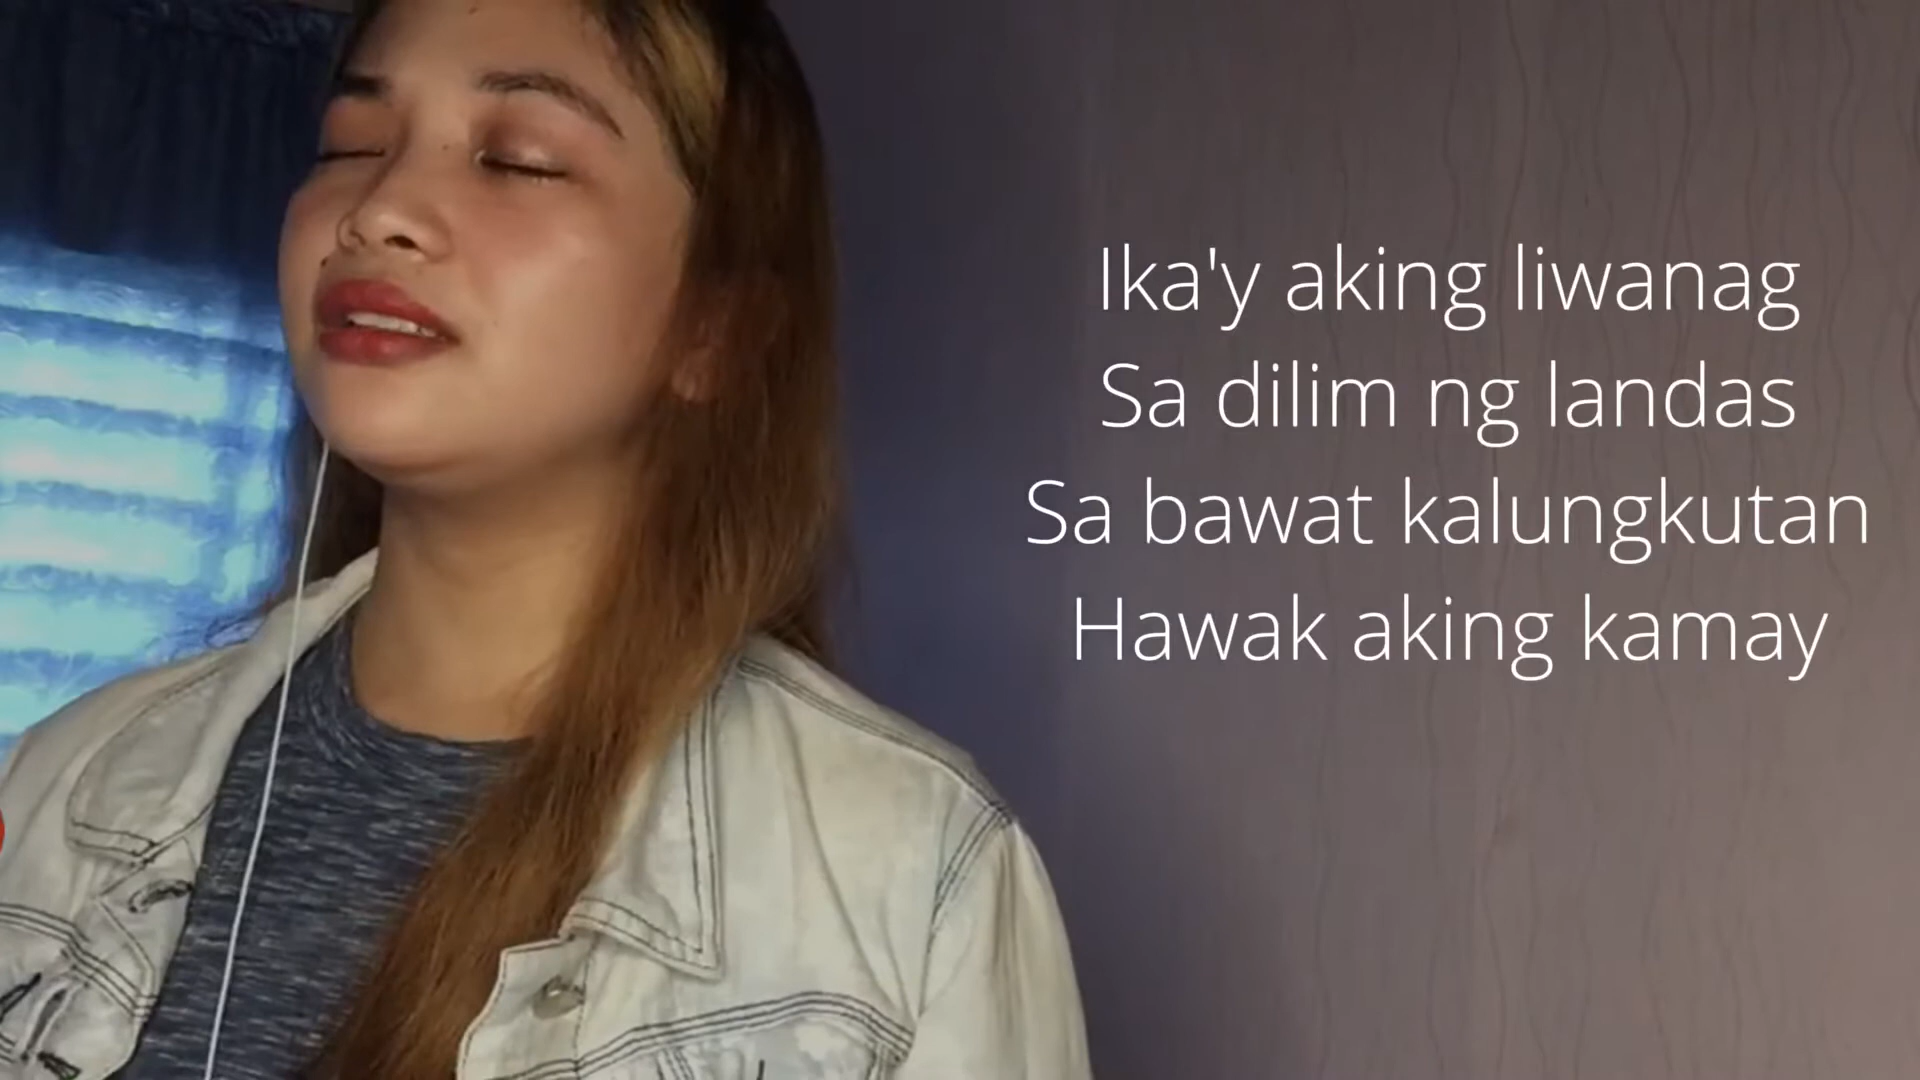 Ika'y aking liwanag
Sa dilim ng landas
Sa bawat kalungkutan
Hawak aking kamay